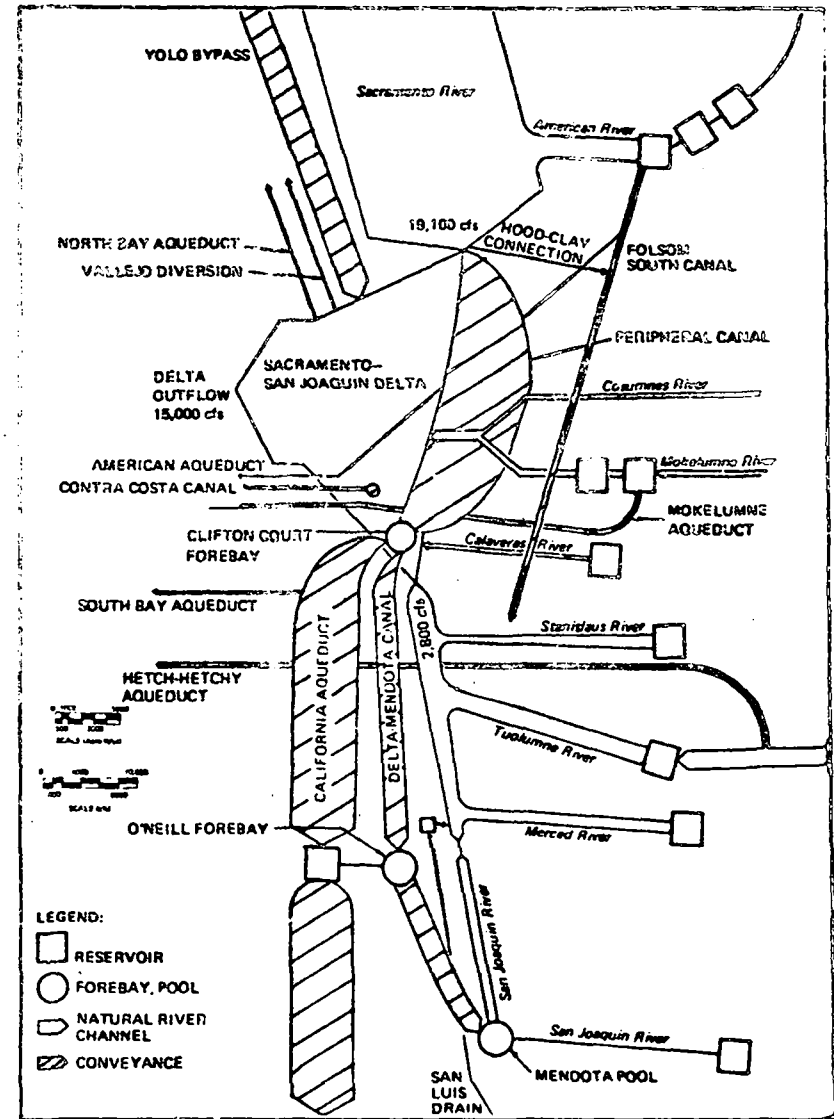 YOLO BYPASS
Sacramento River
American River
19,100 cfs
HOOD-CLAY
CONNECTION
NORTH BAY AQUEDUCT
VALLEJO DIVERSION
FOLSOM
SOUTH CANAL
PERIPHERAL CANAL
SACRAMENTO–
SAN JOAQUIN DELTA
DELTA
OUTFLOW
15,000 cfs
Cosumnes River
AMERICAN AQUEDUCT
CONTRA COSTA CANAL
Mokelumne River
MOKELUMNE
AQUEDUCT
CLIFTON COURT
FOREBAY
Calaveras River
SOUTH BAY AQUEDUCT
2,800 cfs
Stanislaus River
HETCH-HETCHY
AQUEDUCT
CALIFORNIA AQUEDUCT
DELTA-MENDOTA CANAL
Tuolumne River
O'NEILL FOREBAY
Merced River
San Joaquin River
LEGEND:
RESERVOIR
FOREBAY, POOL
NATURAL RIVER
CHANNEL
CONVEYANCE
San Joaquin River
MENDOTA POOL
SAN
LUIS
DRAIN